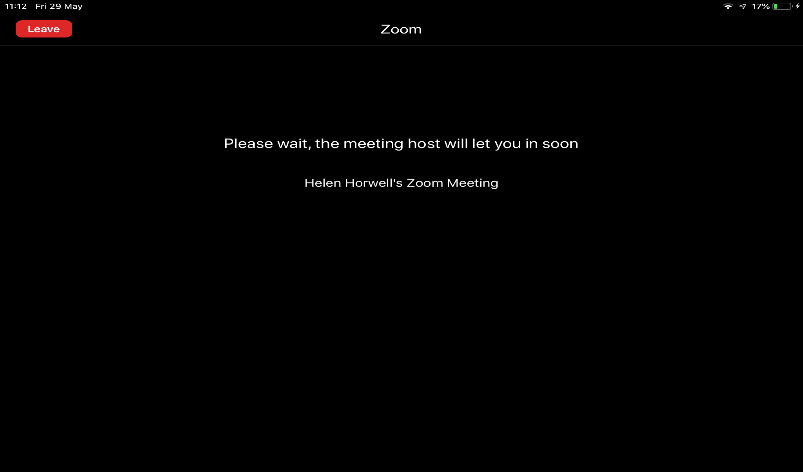 11:12 Fri 29 May
17%
Leave
Zoom
Please wait, the meeting host will let you in soon
Helen Horwell's Zoom Meeting